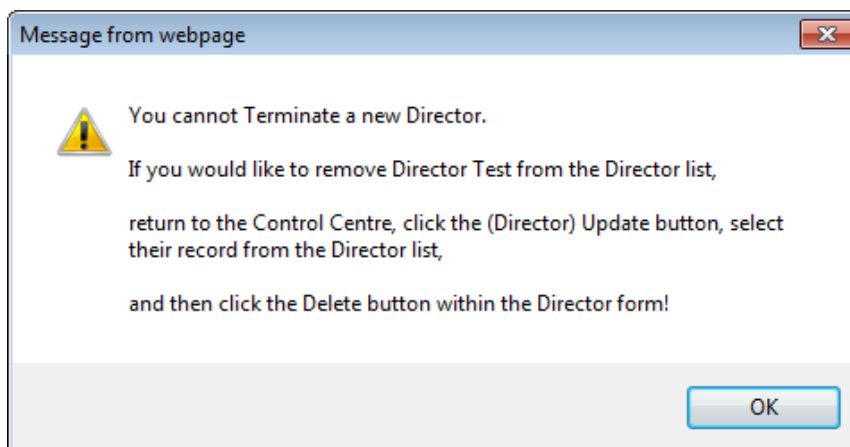 Message from webpage
You cannot Terminate a new Director.
If you would like to remove Director Test from the Director list,
return to the Control Centre, click the (Director) Update button, select
their record from the Director list,
and then click the Delete button within the Director form!
OK